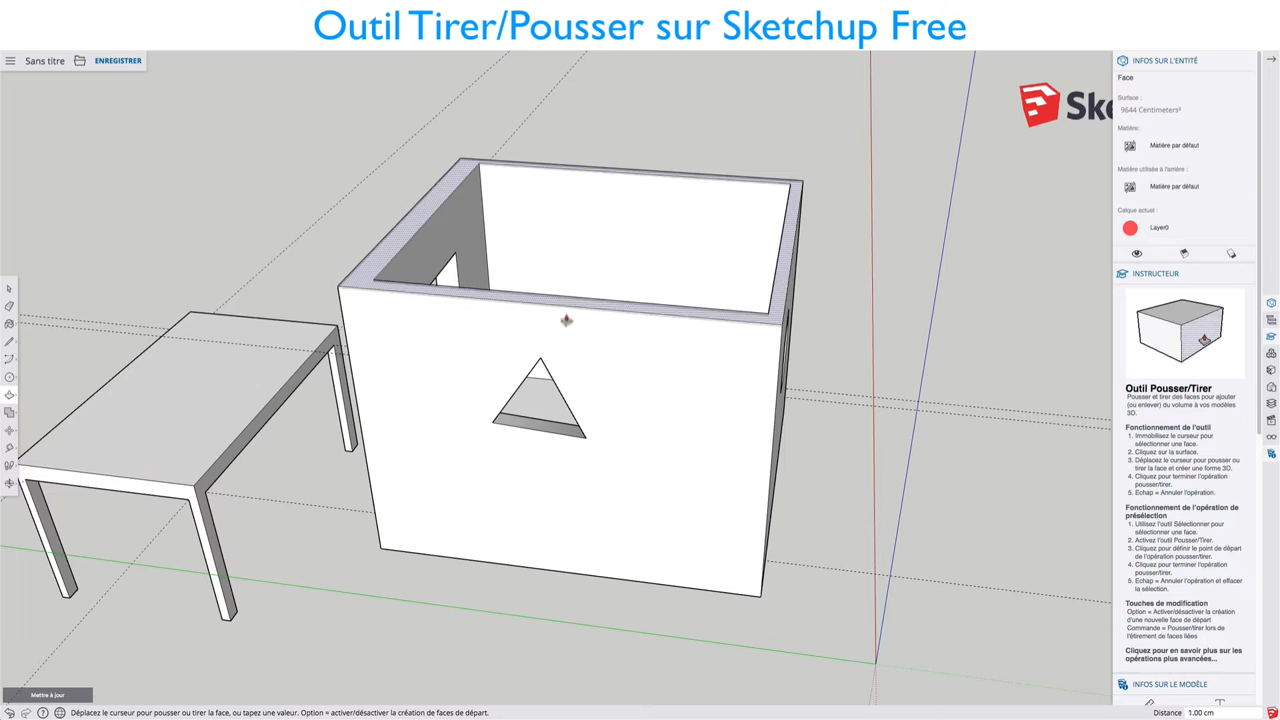 Outil Tirer/Pousser sur Sketchup Free
Sans titre
ENREGISTRER
Ske
INFOS SUR L'ENTITÉ
Face
Surface :
9644 Centimeters²
Matière:
Matière par défaut
Matière utilisée à l'arrière :
Matière par défaut
Calque actuel :
Layer0
INSTRUCTEUR
Outil Pousser/Tirer
Pousser et tirer des faces pour ajouter
(ou enlever) du volume à vos modèles
3D.
Fonctionnement de l'outil
1. Immobilisez le curseur pour
sélectionner une face.
2. Cliquez sur la surface.
3. Déplacez le curseur pour pousser ou
tirer la face et créer une forme 3D.
4. Cliquez pour terminer l'opération
pousser/tirer.
5. Echap = Annuler l'opération.
Fonctionnement de l'opération de
présélection
1. Utilisez l'outil Sélectionner pour
sélectionner une face.
2. Activez l'outil Pousser/Tirer.
3. Cliquez pour définir le point de départ
de l'opération pousser/tirer.
4. Cliquez pour terminer l'opération
pousser/tirer.
5. Echap = Annuler l'opération et effacer
la sélection.
Touches de modification
Option = Activer/désactiver la création
d'une nouvelle face de départ
Commande = Pousser/tirer lors de
l'étirement de faces liées
Cliquez pour en savoir plus sur les
opérations plus avancées...
INFOS SUR LE MODÈLE
Mettre à jour
Déplacez le curseur pour pousser ou tirer la face, ou tapez une valeur. Option = activer/désactiver la création de faces de départ.
Distance 1.00 cm